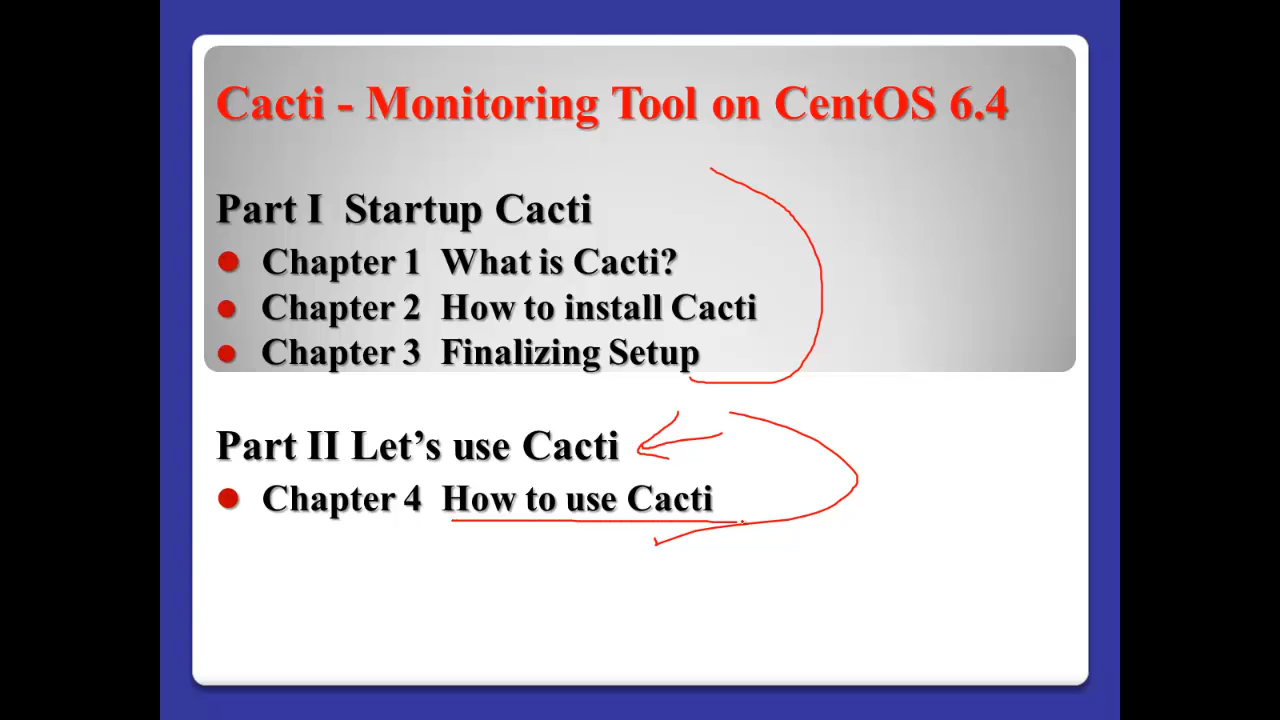 Cacti - Monitoring Tool on CentOS 6.4
Part I Startup Cacti
Chapter 1 What is Cacti?
Chapter 2 How to install Cacti
Chapter 3 Finalizing Setup
Part II Let’s use Cacti
Chapter 4 How to use Cacti